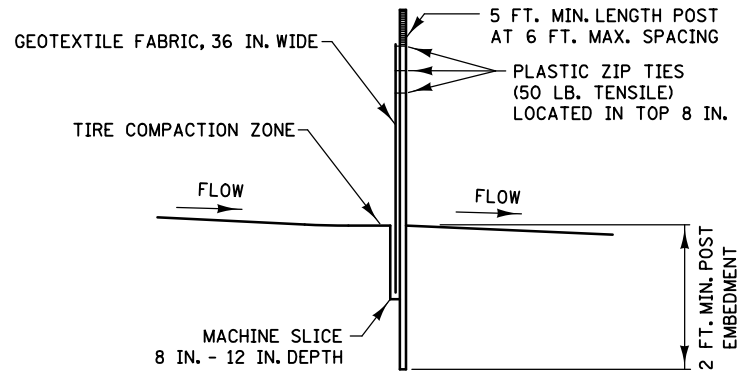 5 FT. MIN. LENGTH POST
AT 6 FT. MAX. SPACING
GEOTEXTILE FABRIC, 36 IN. WIDE
PLASTIC ZIP TIES
(50 LB. TENSILE)
LOCATED IN TOP 8 IN.
TIRE COMPACTION ZONE
FLOW
FLOW
MACHINE SLICE
8 IN. - 12 IN. DEPTH
2 FT. MIN. POST
EMBEDMENT